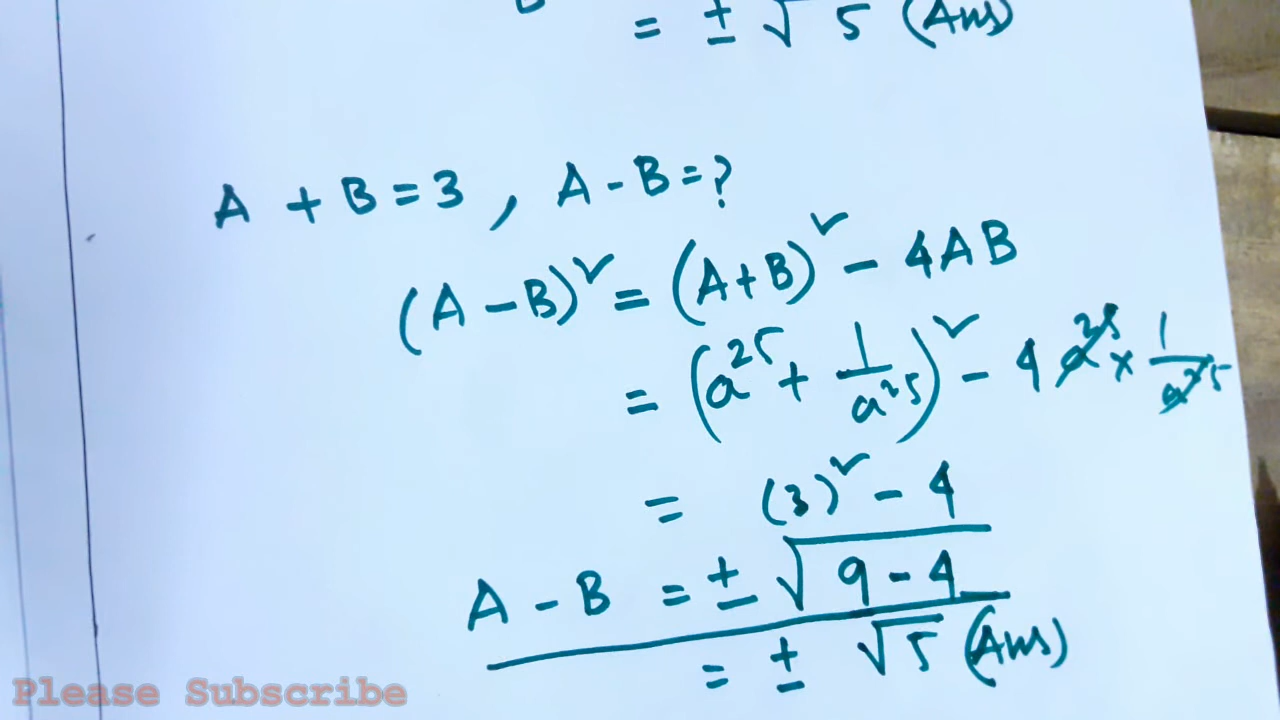 = ± √5 (Ans)
A + B = 3 , A - B = ?
(A - B)² = (A+B)² - 4AB
= (a²⁵ + 1/a²⁵)² - 4 a²⁵ × 1/a²⁵
= (3)² - 4
A - B = ± √9 - 4
= ± √5 (Ans)
Please Subscribe